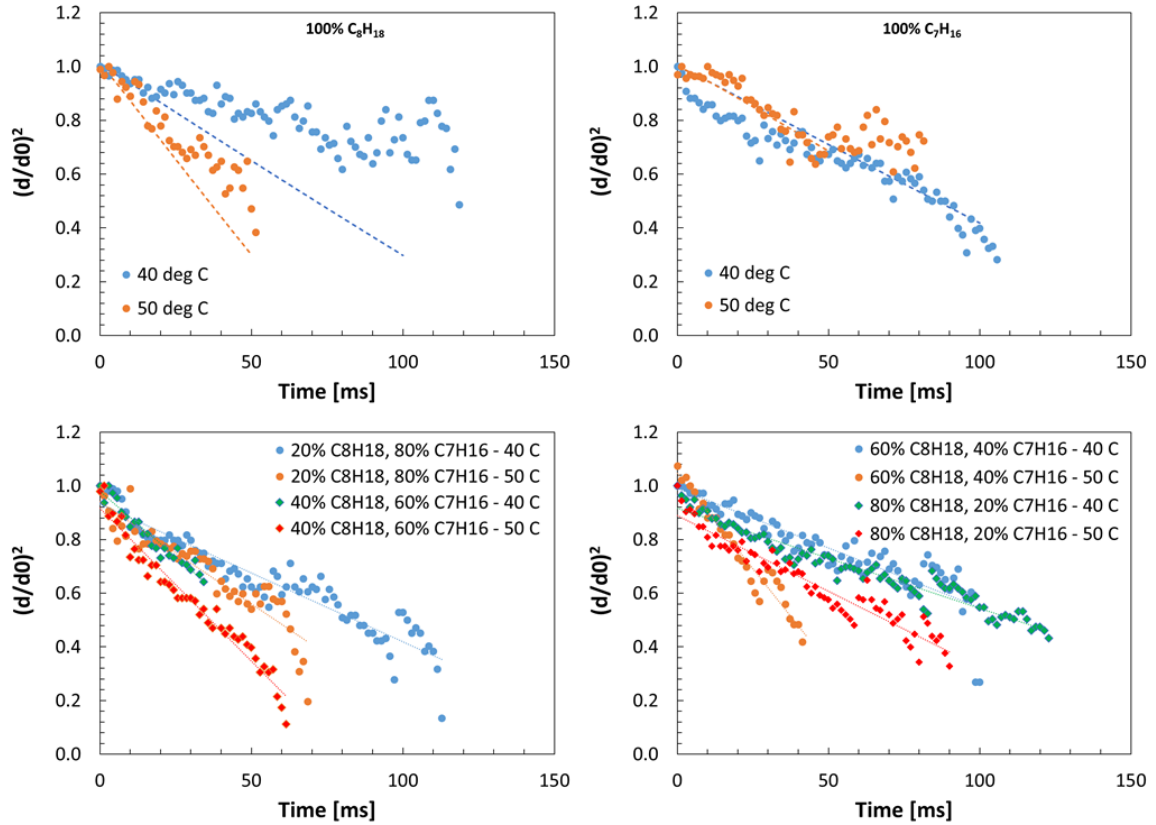 100% C₈H₁₈
(d/d0)²
1.2
1.0
0.8
0.6
0.4
0.2
0.0
40 deg C
50 deg C
0 50 100 150
Time [ms]
100% C₇H₁₆
(d/d0)²
1.2
1.0
0.8
0.6
0.4
0.2
0.0
40 deg C
50 deg C
0 50 100 150
Time [ms]
(d/d0)²
1.2
1.0
0.8
0.6
0.4
0.2
0.0
20% C8H18, 80% C7H16 - 40 C
20% C8H18, 80% C7H16 - 50 C
40% C8H18, 60% C7H16 - 40 C
40% C8H18, 60% C7H16 - 50 C
0 50 100 150
Time [ms]
(d/d0)²
1.2
1.0
0.8
0.6
0.4
0.2
0.0
60% C8H18, 40% C7H16 - 40 C
60% C8H18, 40% C7H16 - 50 C
80% C8H18, 20% C7H16 - 40 C
80% C8H18, 20% C7H16 - 50 C
0 50 100 150
Time [ms]